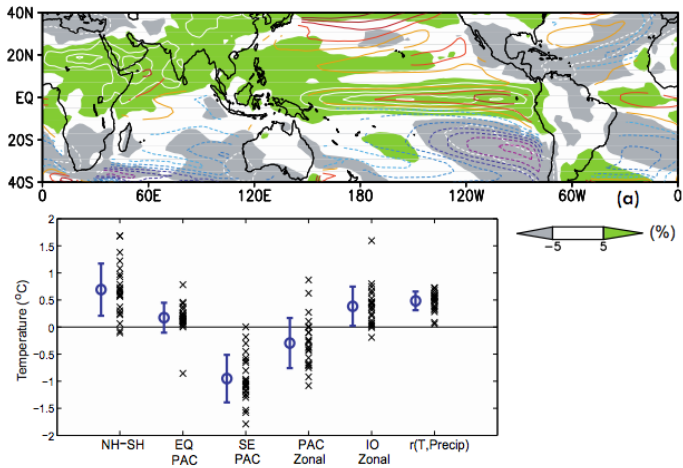 40N
20N
EQ
20S
40S
0 60E 120E 180 120W 60W 0
(a)
-5 5 (%)
2
1.5
1
0.5
0
-0.5
-1
-1.5
-2
Temperature (°C)
NH-SH EQ SE PAC IO r(T,Precip)
PAC PAC Zonal Zonal